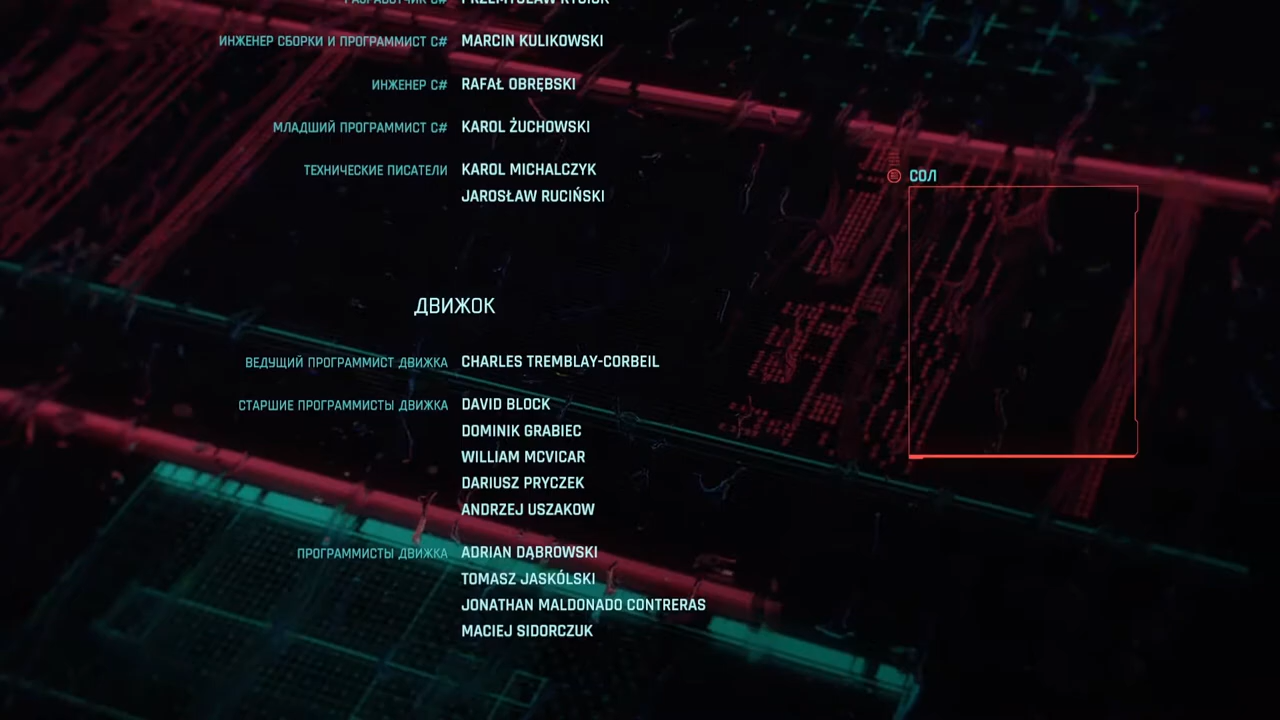 ИНЖЕНЕР СБОРКИ И ПРОГРАММИСТ C# MARCIN KULIKOWSKI
ИНЖЕНЕР C# RAFAŁ OBRĘBSKI
МЛАДШИЙ ПРОГРАММИСТ C# KAROL ŻUCHOWSKI
ТЕХНИЧЕСКИЕ ПИСАТЕЛИ KAROL MICHALCZYK
JAROSŁAW RUCIŃSKI
СОЛ
ДВИЖОК
ВЕДУЩИЙ ПРОГРАММИСТ ДВИЖКА CHARLES TREMBLAY-CORBEIL
СТАРШИЕ ПРОГРАММИСТЫ ДВИЖКА DAVID BLOCK
DOMINIK GRABIEC
WILLIAM MCVICAR
DARIUSZ PRYCZEK
ANDRZEJ USZAKOW
ПРОГРАММИСТЫ ДВИЖКА ADRIAN DĄBROWSKI
TOMASZ JASKÓLSKI
JONATHAN MALDONADO CONTRERAS
MACIEJ SIDORCZUK